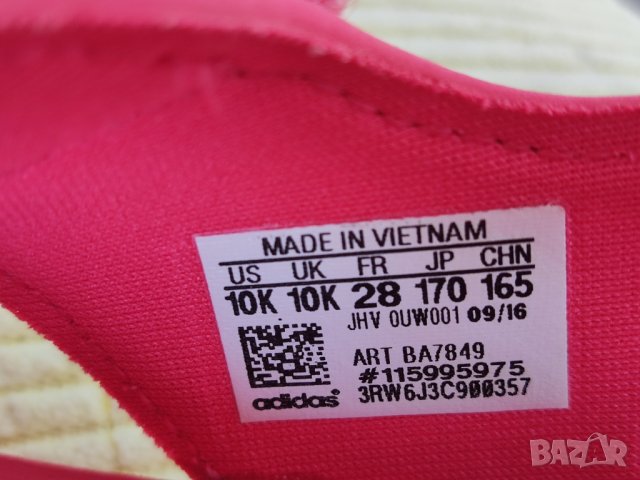 MADE IN VIETNAM
US UK FR JP CHN
10K 10K 28 170 165
JHV 0UW001 09/16
ART BA7849
#115995975
adidas 3RW6J3C900357
BAZAR